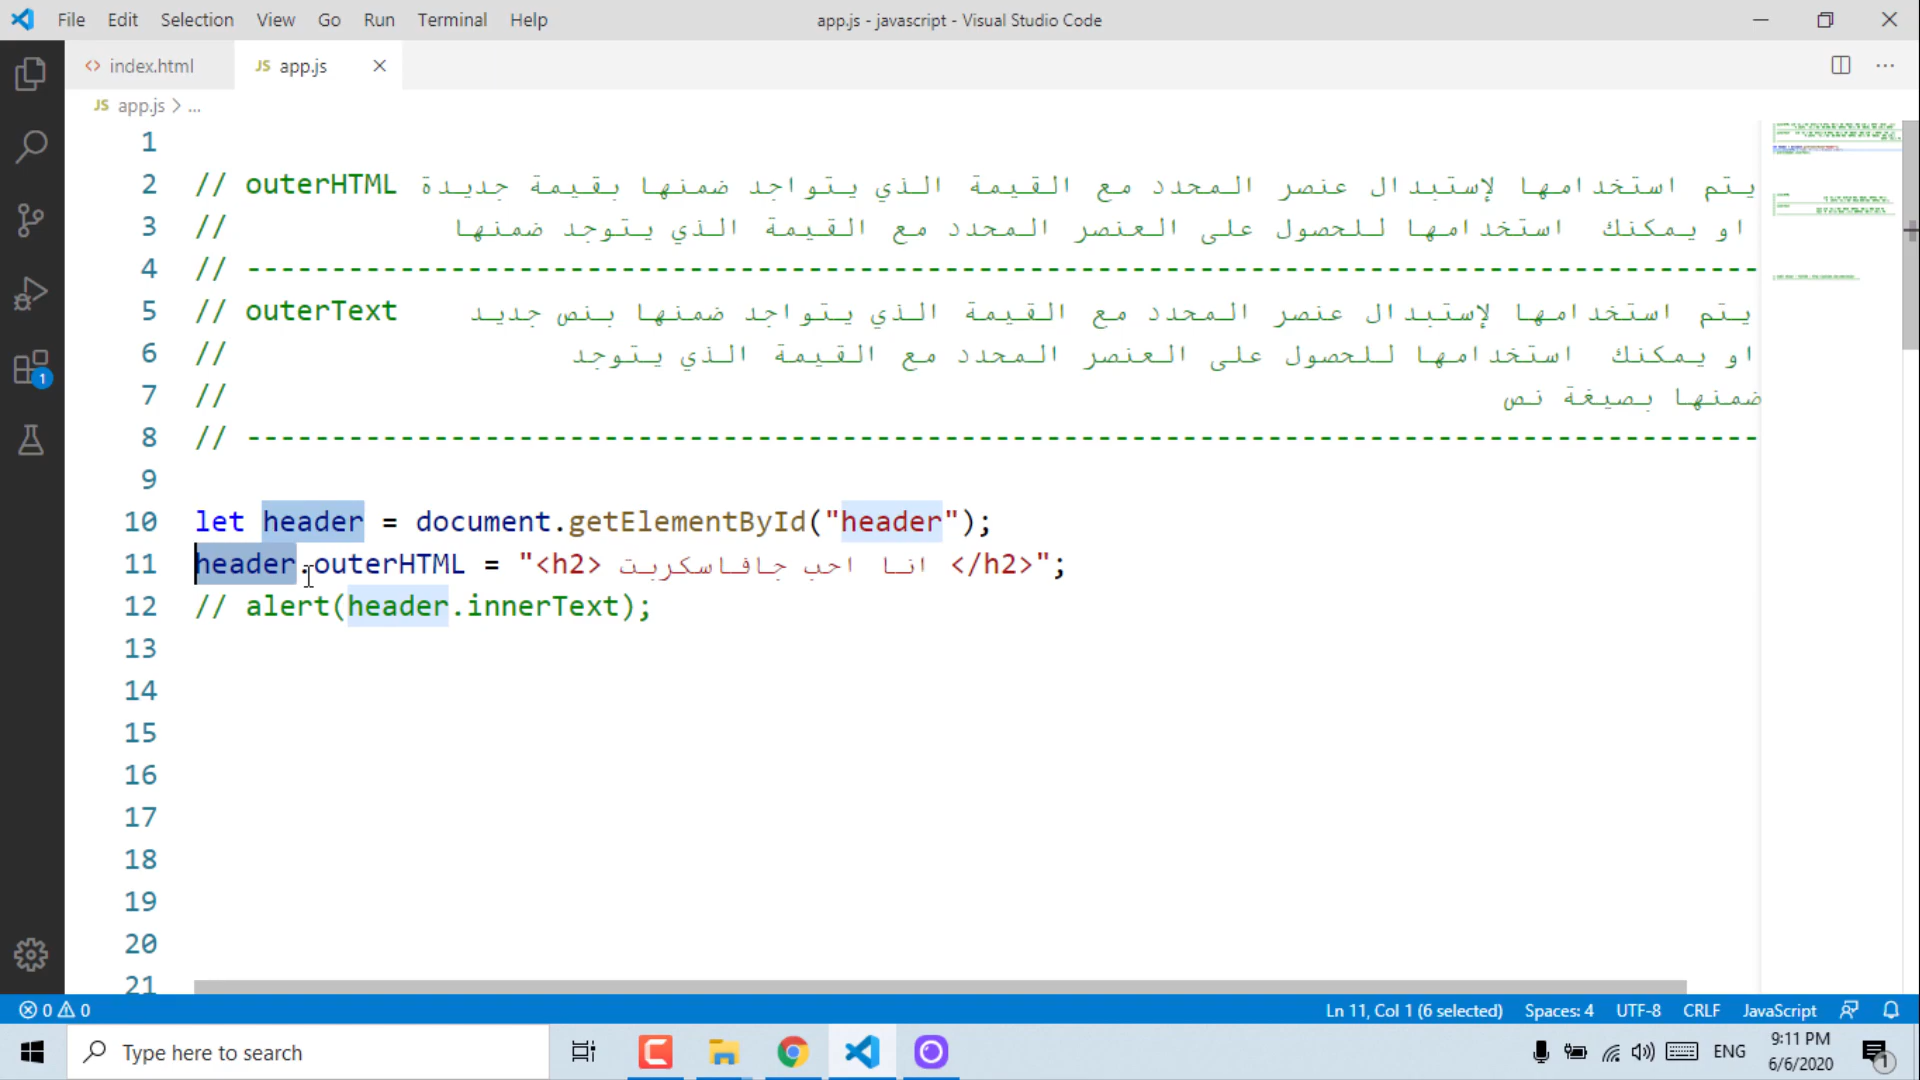 File Edit Selection View Go Run Terminal Help
app.js - javascript - Visual Studio Code
index.html
JS app.js
JS app.js > ...
1
2 // outerHTML يتم استخدامها لإستبدال عنصر المحدد مع القيمة الذي يتواجد ضمنها بقيمة جديدة
3 // او يمكنك استخدامها للحصول على العنصر المحدد مع القيمة الذي يتوجد ضمنها
4 // -----------------------------------------------------------------------------------------
5 // outerText يتم استخدامها لإستبدال عنصر المحدد مع القيمة الذي يتواجد ضمنها بنص جديد
6 // او يمكنك استخدامها للحصول على العنصر المحدد مع القيمة الذي يتوجد
7 // ضمنها بصيغة نص
8 // -----------------------------------------------------------------------------------------
9
10 let header = document.getElementById("header");
11 header.outerHTML = "<h2> انا احب جافاسكربت </h2>";
12 // alert(header.innerText);
13
14
15
16
17
18
19
20
21
0 0
Ln 11, Col 1 (6 selected) Spaces: 4 UTF-8 CRLF JavaScript
Type here to search
ENG
9:11 PM
6/6/2020